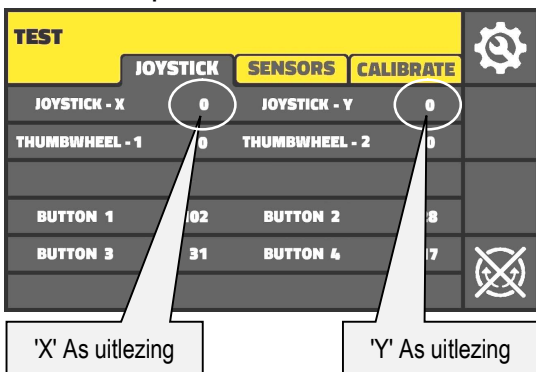 TEST
JOYSTICK SENSORS CALIBRATE
JOYSTICK - X 0 JOYSTICK - Y 0
THUMBWHEEL - 1 0 THUMBWHEEL - 2 0
BUTTON 1 BUTTON 2
BUTTON 3 31 BUTTON 4
'X' As uitlezing 'Y' As uitlezing